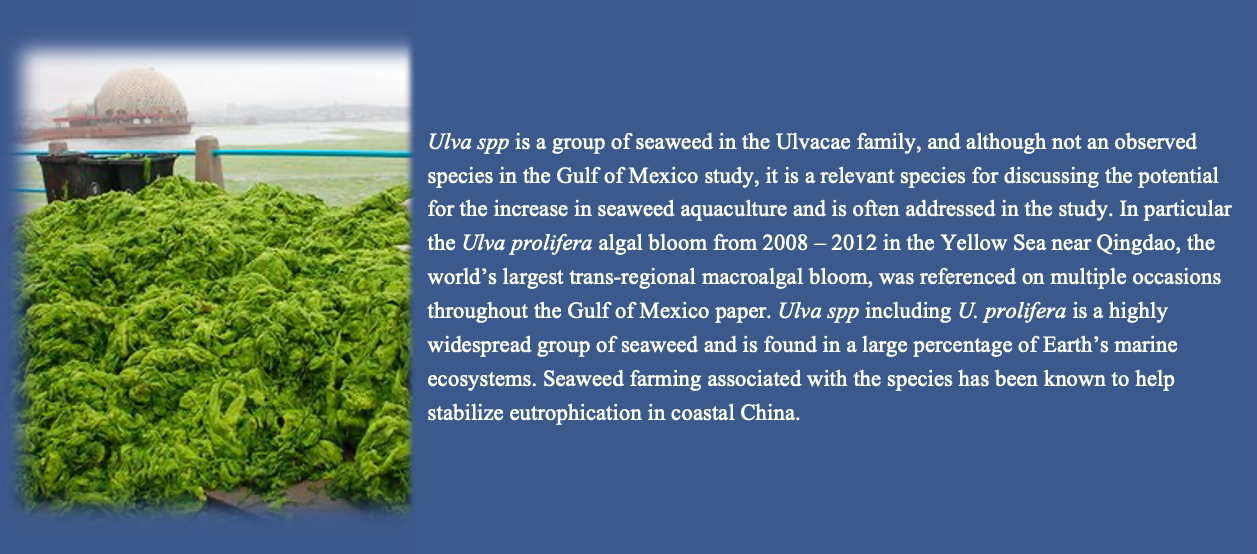 Ulva spp is a group of seaweed in the Ulvacae family, and although not an observed
species in the Gulf of Mexico study, it is a relevant species for discussing the potential
for the increase in seaweed aquaculture and is often addressed in the study. In particular
the Ulva prolifera algal bloom from 2008 – 2012 in the Yellow Sea near Qingdao, the
world’s largest trans-regional macroalgal bloom, was referenced on multiple occasions
throughout the Gulf of Mexico paper. Ulva spp including U. prolifera is a highly
widespread group of seaweed and is found in a large percentage of Earth’s marine
ecosystems. Seaweed farming associated with the species has been known to help
stabilize eutrophication in coastal China.